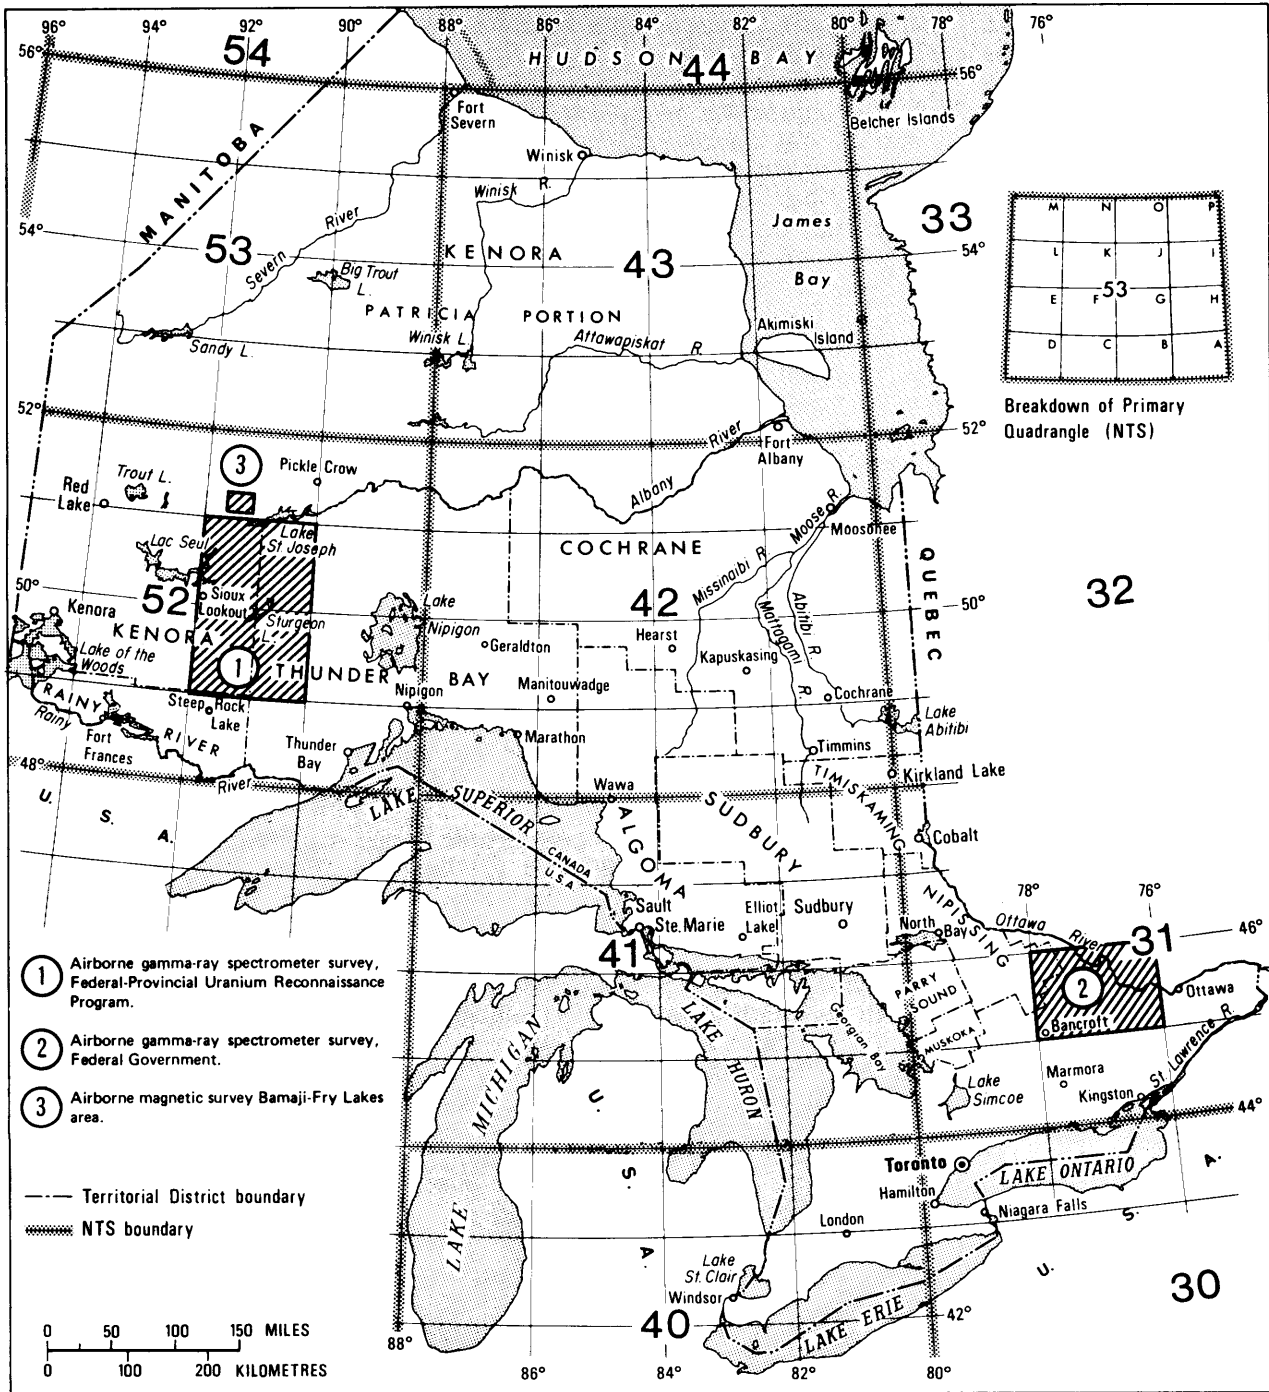 96°
94°
92°
90°
88°
86°
84°
82°
80°
78°
76°
56°
54
HUDSON BAY
44
56°
Fort
Severn
Belcher Islands
MANITOBA
Winisk
Winisk R.
Severn River
James
Bay
33
54°
54°
53
KENORA
43
Big Trout
L.
PATRICIA PORTION
Sandy L.
Winisk L.
Attawapiskat R.
Akimiski
Island
M N O P
L K J I
E F G H
D C B A
53
Breakdown of Primary
Quadrangle (NTS)
52°
52°
Albany River
Fort
Albany
3
Pickle Crow
Trout L.
Red
Lake
Lake
St. Joseph
Lac Seul
Moose R.
Moosonee
COCHRANE
QUEBEC
Missinaibi R.
Mattagami R.
Abitibi R.
50°
50°
52
Sioux
Lookout
Sturgeon
L.
Kenora
KENORA
Lake of the
Woods
1
THUNDER BAY
Lake
Nipigon
Geraldton
42
Hearst
Kapuskasing
32
Manitouwadge
Cochrane
Lake
Abitibi
RAINY RIVER
Rainy River
Steep Rock
Lake
Fort
Frances
Nipigon
Thunder
Bay
Marathon
Timmins
48°
Kirkland Lake
TIMISKAMING
Wawa
LAKE SUPERIOR
CANADA
U.S.A.
U. S. A.
ALGOMA
SUDBURY
Cobalt
NIPISSING
78°
76°
Ottawa River
46°
Sault
Ste. Marie
Elliot
Lake
Sudbury
North
Bay
41
31
2
Ottawa
Bancroft
PARRY
SOUND
MUSKOKA
Georgian Bay
LAKE HURON
LAKE MICHIGAN
U. S. A.
Marmora
Lake
Simcoe
Kingston
St. Lawrence R.
44°
Toronto
LAKE ONTARIO
Hamilton
Niagara Falls
London
U. S. A.
Lake
St. Clair
Windsor
LAKE ERIE
40
30
42°
88°
86°
84°
82°
80°
1 Airborne gamma-ray spectrometer survey,
Federal-Provincial Uranium Reconnaissance
Program.
2 Airborne gamma-ray spectrometer survey,
Federal Government.
3 Airborne magnetic survey Bamaji-Fry Lakes
area.
Territorial District boundary
NTS boundary
0 50 100 150 MILES
0 100 200 KILOMETRES